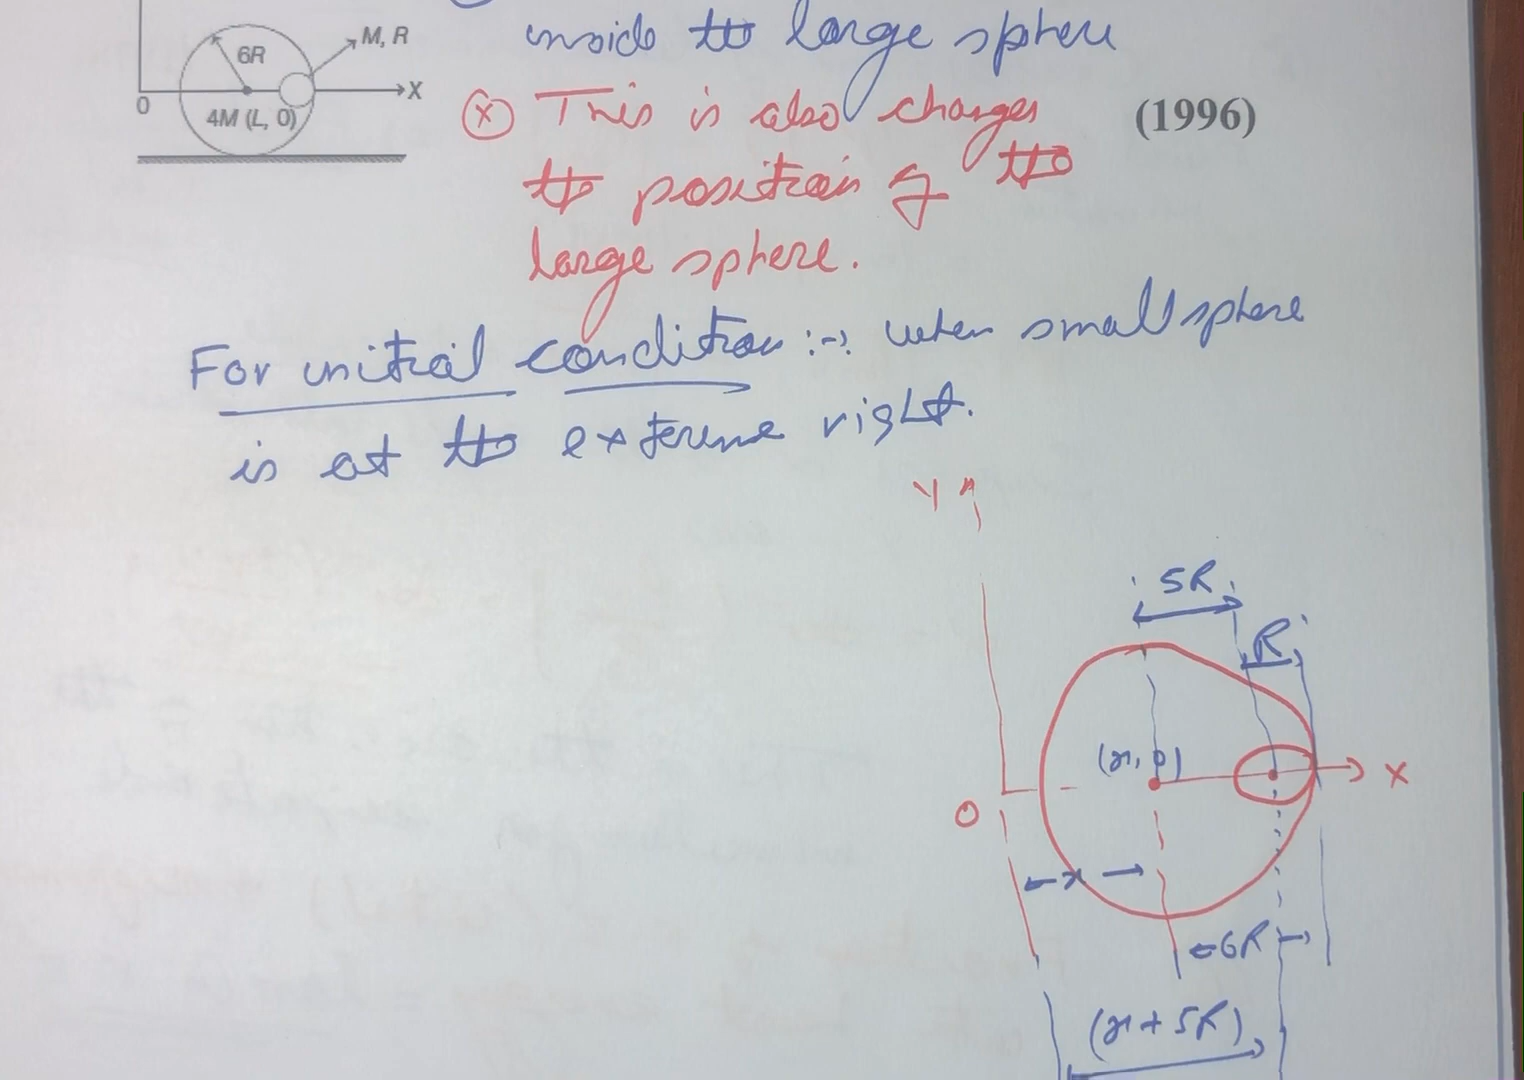 inside the large sphere
M, R
6R
X
0
4M (L, 0)
(x) This is also changes
(1996)
the position of the
large sphere.
For initial condition :-: when small sphere
is at the extreme right.
Y
5R
R
(x, 0)
X
O
x
6R
(x + 5R)